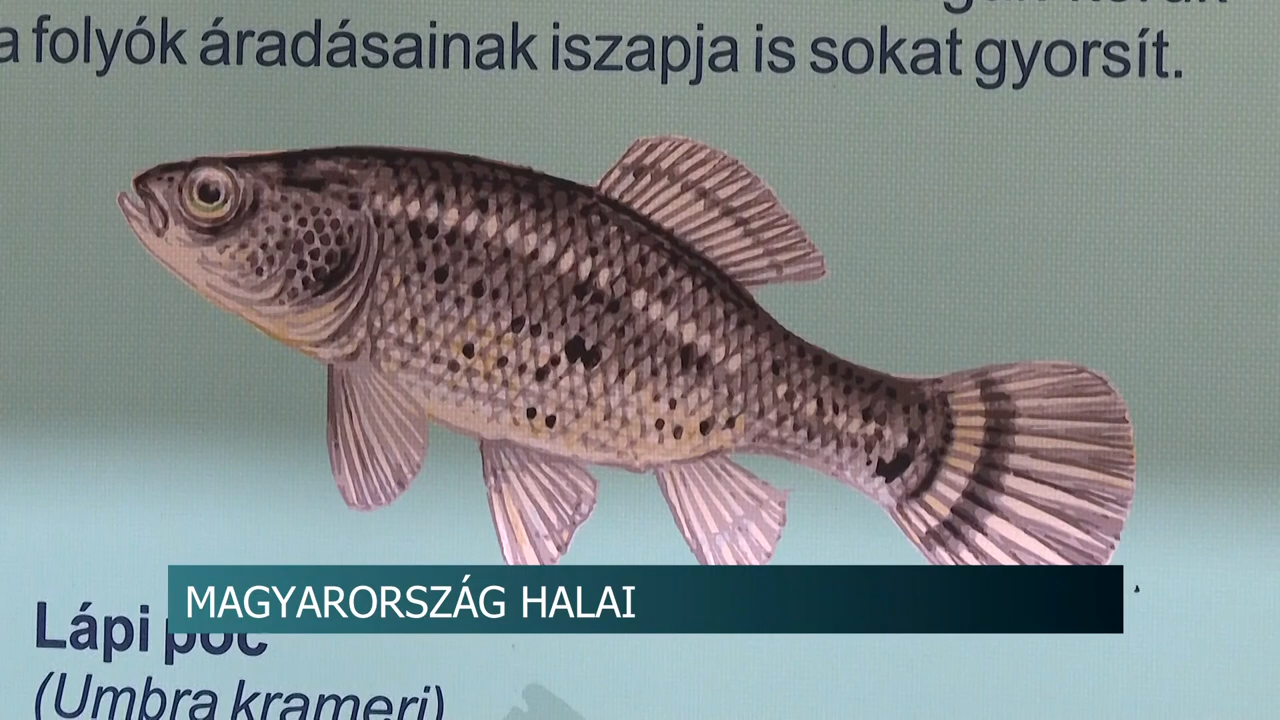 a folyók áradásainak iszapja is sokat gyorsít.
MAGYARORSZÁG HALAI
Lápi póc
(Umbra krameri)